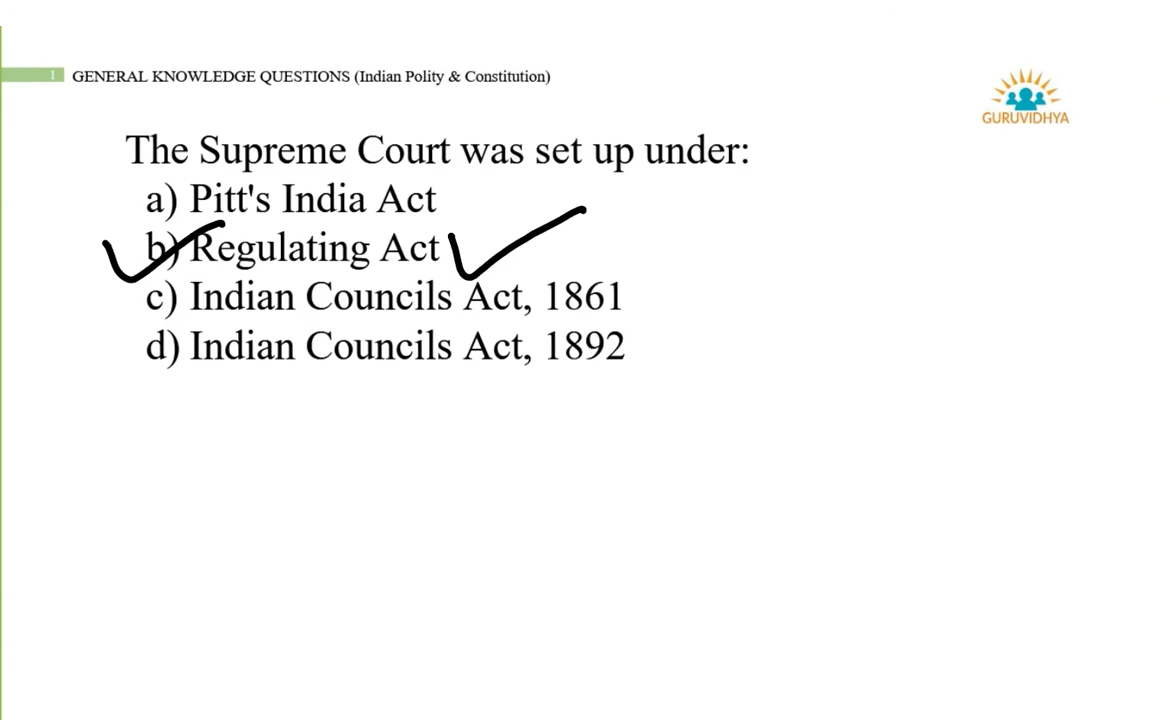 1 GENERAL KNOWLEDGE QUESTIONS (Indian Polity & Constitution)
GURUVIDHYA
The Supreme Court was set up under:
a) Pitt's India Act
b) Regulating Act
c) Indian Councils Act, 1861
d) Indian Councils Act, 1892